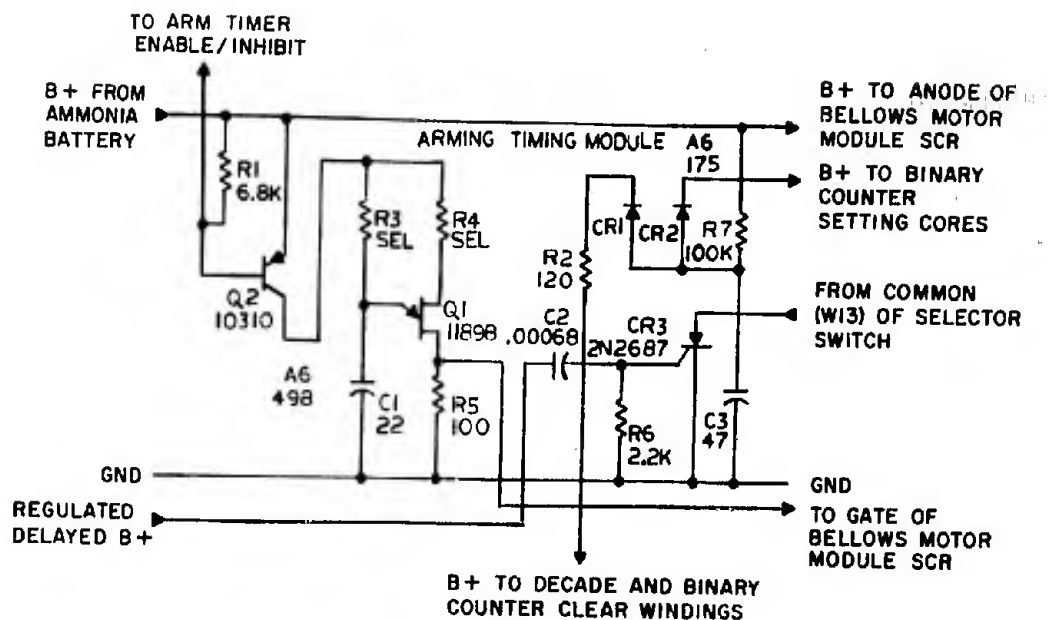 TO ARM TIMER
ENABLE/INHIBIT
B+ FROM
AMMONIA
BATTERY
B+ TO ANODE OF
BELLOWS MOTOR
MODULE SCR
ARMING TIMING MODULE
A6
175
B+ TO BINARY
COUNTER
SETTING CORES
R1
6.8K
R3
SEL
R4
SEL
CR1
CR2
R7
100K
R2
120
Q2
10310
Q1
11898
C2
.00068
CR3
2N2687
FROM COMMON
(W13) OF SELECTOR
SWITCH
A6
498
C1
22
R5
100
R6
2.2K
C3
47
GND
GND
REGULATED
DELAYED B+
TO GATE OF
BELLOWS MOTOR
MODULE SCR
B+ TO DECADE AND BINARY
COUNTER CLEAR WINDINGS